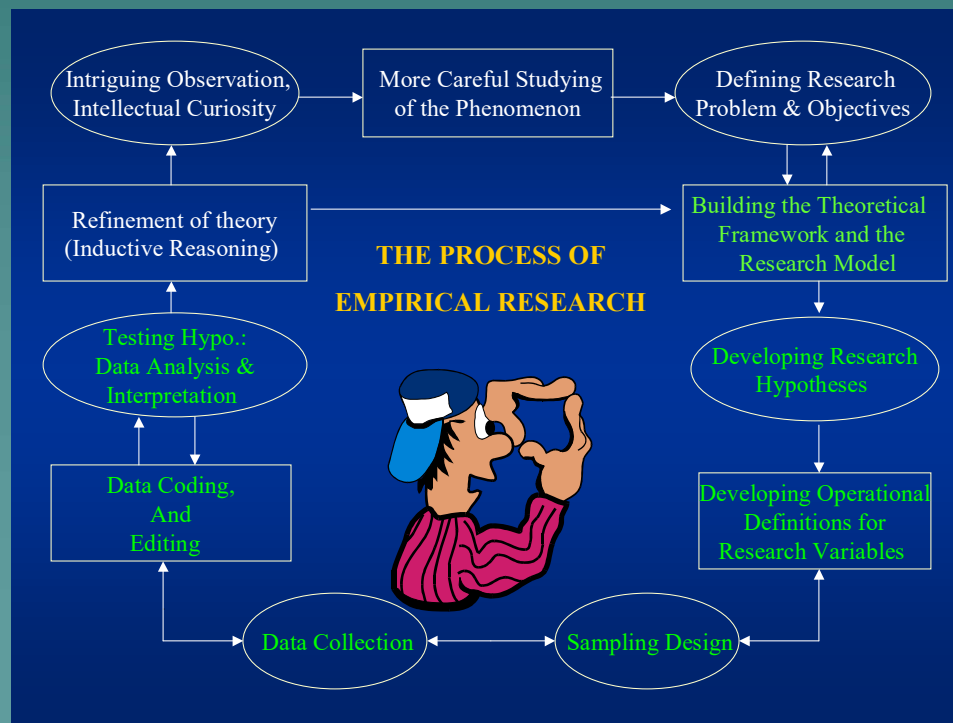 Intriguing Observation,
Intellectual Curiosity
More Careful Studying
of the Phenomenon
Defining Research
Problem & Objectives
Refinement of theory
(Inductive Reasoning)
Building the Theoretical
Framework and the
Research Model
THE PROCESS OF
EMPIRICAL RESEARCH
Testing Hypo.:
Data Analysis &
Interpretation
Developing Research
Hypotheses
Data Coding,
And
Editing
Developing Operational
Definitions for
Research Variables
Data Collection
Sampling Design